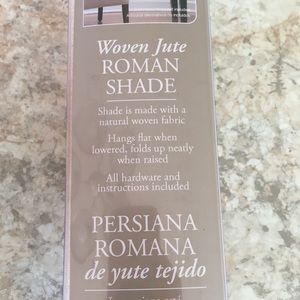 Woven Jute
ROMAN
SHADE
Shade is made with a
natural woven fabric
Hangs flat when
lowered, folds up neatly
when raised
All hardware and
instructions included
PERSIANA
ROMANA
de yute tejido